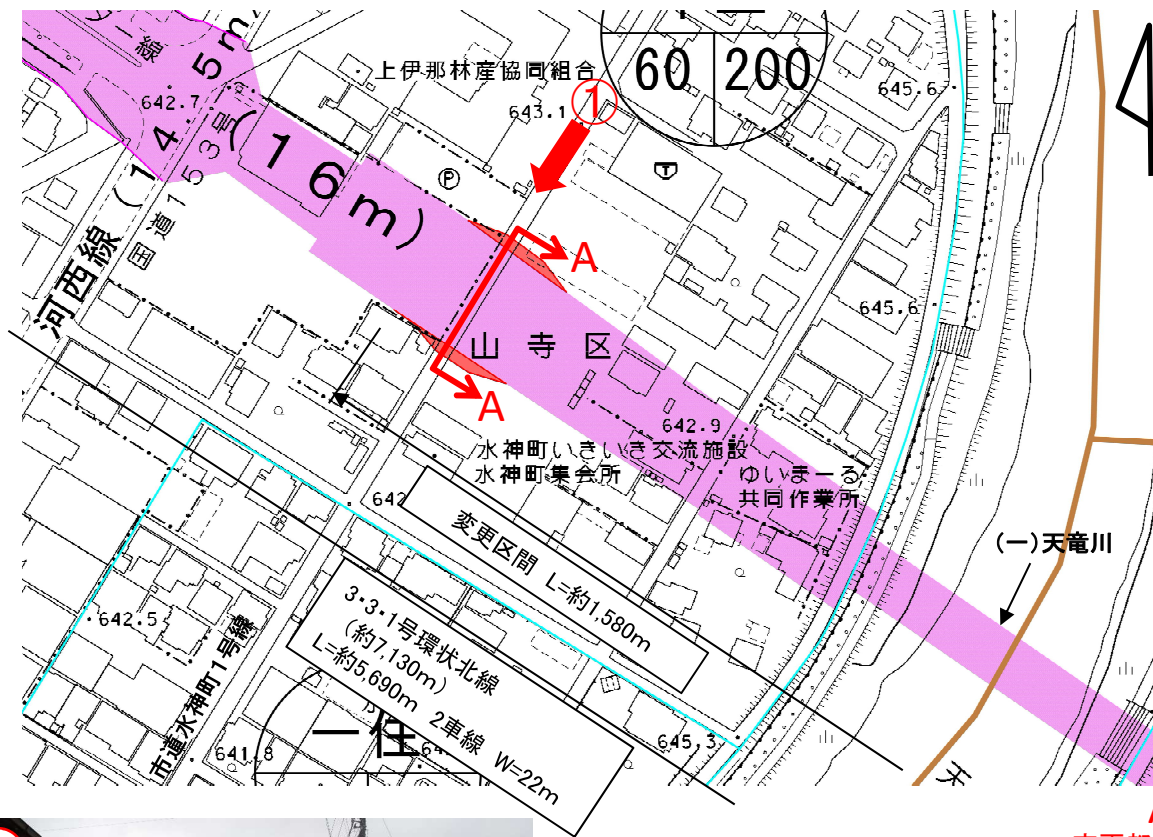 60 200
上伊那林産協同組合
①
643.1
645.6
642.7
(14.5m
(16m)
国道153号
河西線
P
A
A
山寺区
645.6
642.9
水神町いきいき交流施設
水神町集会所
ゆいまーる
共同作業所
(一)天竜川
642
変更区間 L=約1,580m
3・3・1号環状北線
(約7,130m)
L=約5,690m 2車線 W=22m
642.5
市道水神町1号線
一住
641.8
64
645.3
天